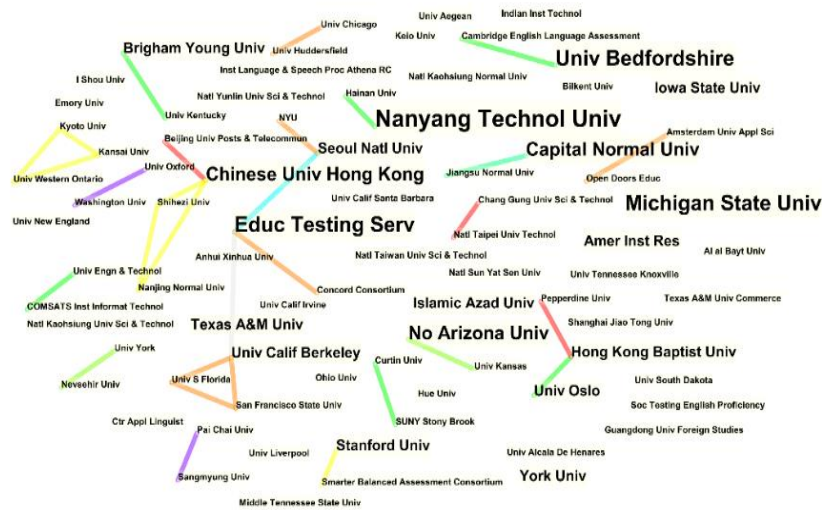 Univ Aegean
Indian Inst Technol
Univ Chicago
Keio Univ
Cambridge English Language Assessment
Brigham Young Univ
Univ Huddersfield
Univ Bedfordshire
Inst Language & Speech Proc Athena RC
I Shou Univ
Natl Kaohsiung Normal Univ
Bilkent Univ
Iowa State Univ
Natl Yunlin Univ Sci & Technol
Hainan Univ
Emory Univ
Univ Kentucky
NYU
Nanyang Technol Univ
Kyoto Univ
Beijing Univ Posts & Telecommun
Amsterdam Univ Appl Sci
Kansai Univ
Seoul Natl Univ
Capital Normal Univ
Univ Oxford
Chinese Univ Hong Kong
Jiangsu Normal Univ
Open Doors Educ
Univ Western Ontario
Washington Univ
Shihezi Univ
Univ Calif Santa Barbara
Chang Gung Univ Sci & Technol
Michigan State Univ
Univ New England
Educ Testing Serv
Natl Taipei Univ Technol
Amer Inst Res
Al al Bayt Univ
Anhui Xinhua Univ
Natl Taiwan Univ Sci & Technol
Univ Engn & Technol
Natl Sun Yat Sen Univ
Univ Tennessee Knoxville
Nanjing Normal Univ
Concord Consortium
COMSATS Inst Informat Technol
Univ Calif Irvine
Islamic Azad Univ
Pepperdine Univ
Texas A&M Univ Commerce
Natl Kaohsiung Univ Sci & Technol
Texas A&M Univ
Shanghai Jiao Tong Univ
No Arizona Univ
Univ York
Univ Calif Berkeley
Curtin Univ
Univ Kansas
Hong Kong Baptist Univ
Nevsehir Univ
Univ S Florida
Ohio Univ
Univ South Dakota
Hue Univ
Univ Oslo
San Francisco State Univ
Soc Testing English Proficiency
Ctr Appl Linguist
Pai Chai Univ
SUNY Stony Brook
Guangdong Univ Foreign Studies
Stanford Univ
Univ Liverpool
Univ Alcala De Henares
Sangmyung Univ
Smarter Balanced Assessment Consortium
York Univ
Middle Tennessee State Univ